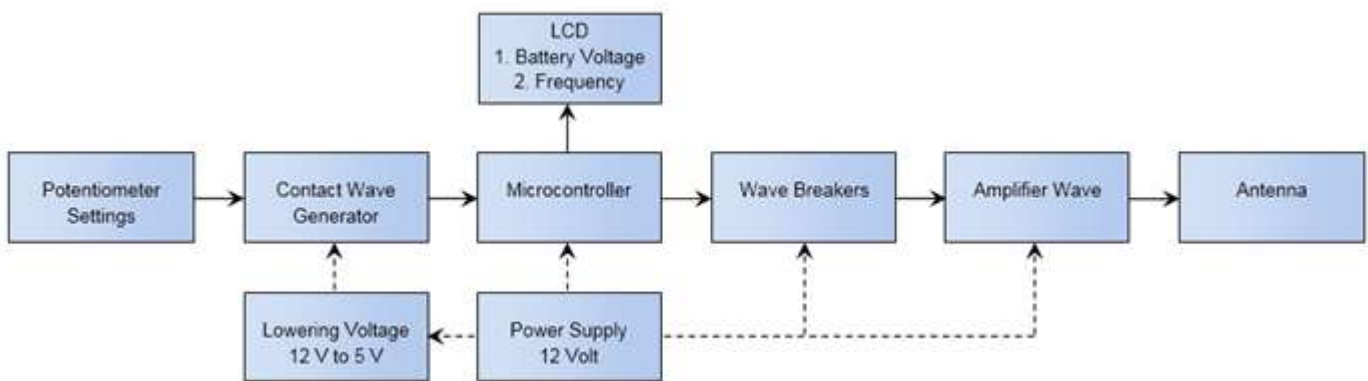 LCD
1. Battery Voltage
2. Frequency
Potentiometer
Settings
Contact Wave
Generator
Microcontroller
Wave Breakers
Amplifier Wave
Antenna
Lowering Voltage
12 V to 5 V
Power Supply
12 Volt